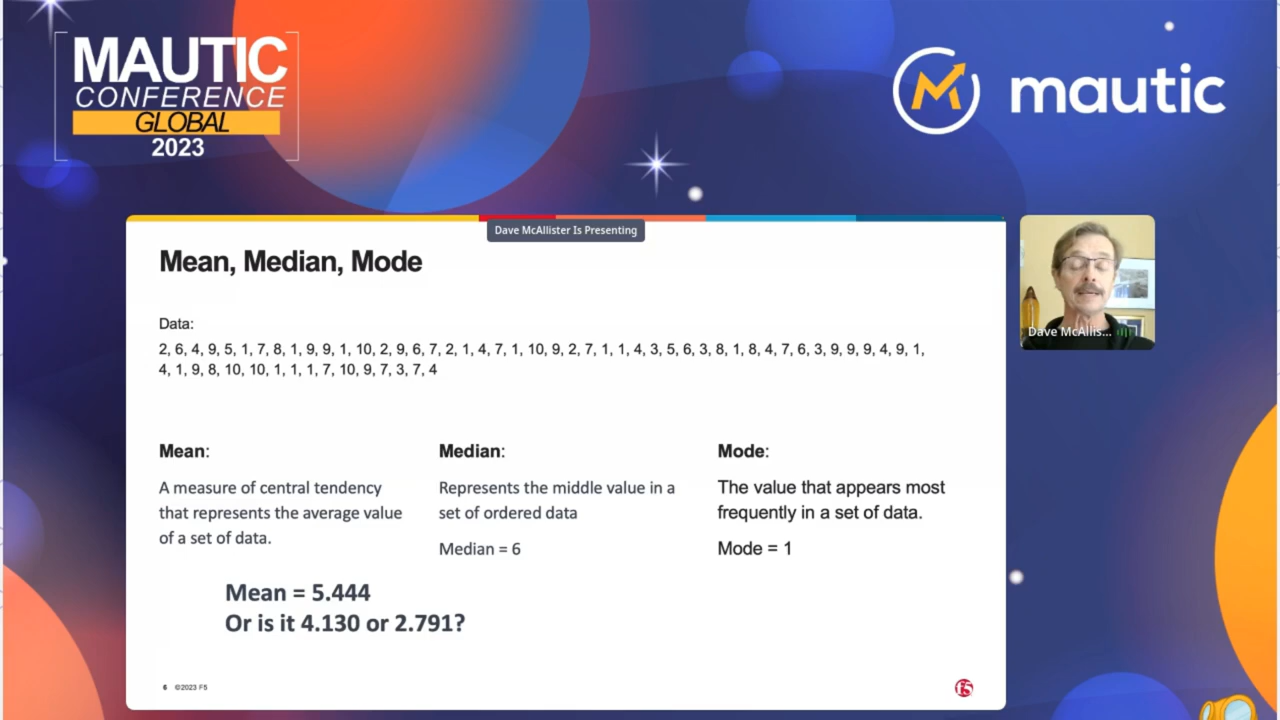 MAUTIC
CONFERENCE
GLOBAL
2023
mautic
Dave McAllister Is Presenting
Mean, Median, Mode
Data:
2, 6, 4, 9, 5, 1, 7, 8, 1, 9, 9, 1, 10, 2, 9, 6, 7, 2, 1, 4, 7, 1, 10, 9, 2, 7, 1, 1, 4, 3, 5, 6, 3, 8, 1, 8, 4, 7, 6, 3, 9, 9, 9, 4, 9, 1,
4, 1, 9, 8, 10, 10, 1, 1, 1, 7, 10, 9, 7, 3, 7, 4
Dave McAllis...
Mean:
A measure of central tendency
that represents the average value
of a set of data.
Mean = 5.444
Or is it 4.130 or 2.791?
Median:
Represents the middle value in a
set of ordered data
Median = 6
Mode:
The value that appears most
frequently in a set of data.
Mode = 1
6 ©2023 F5
f5